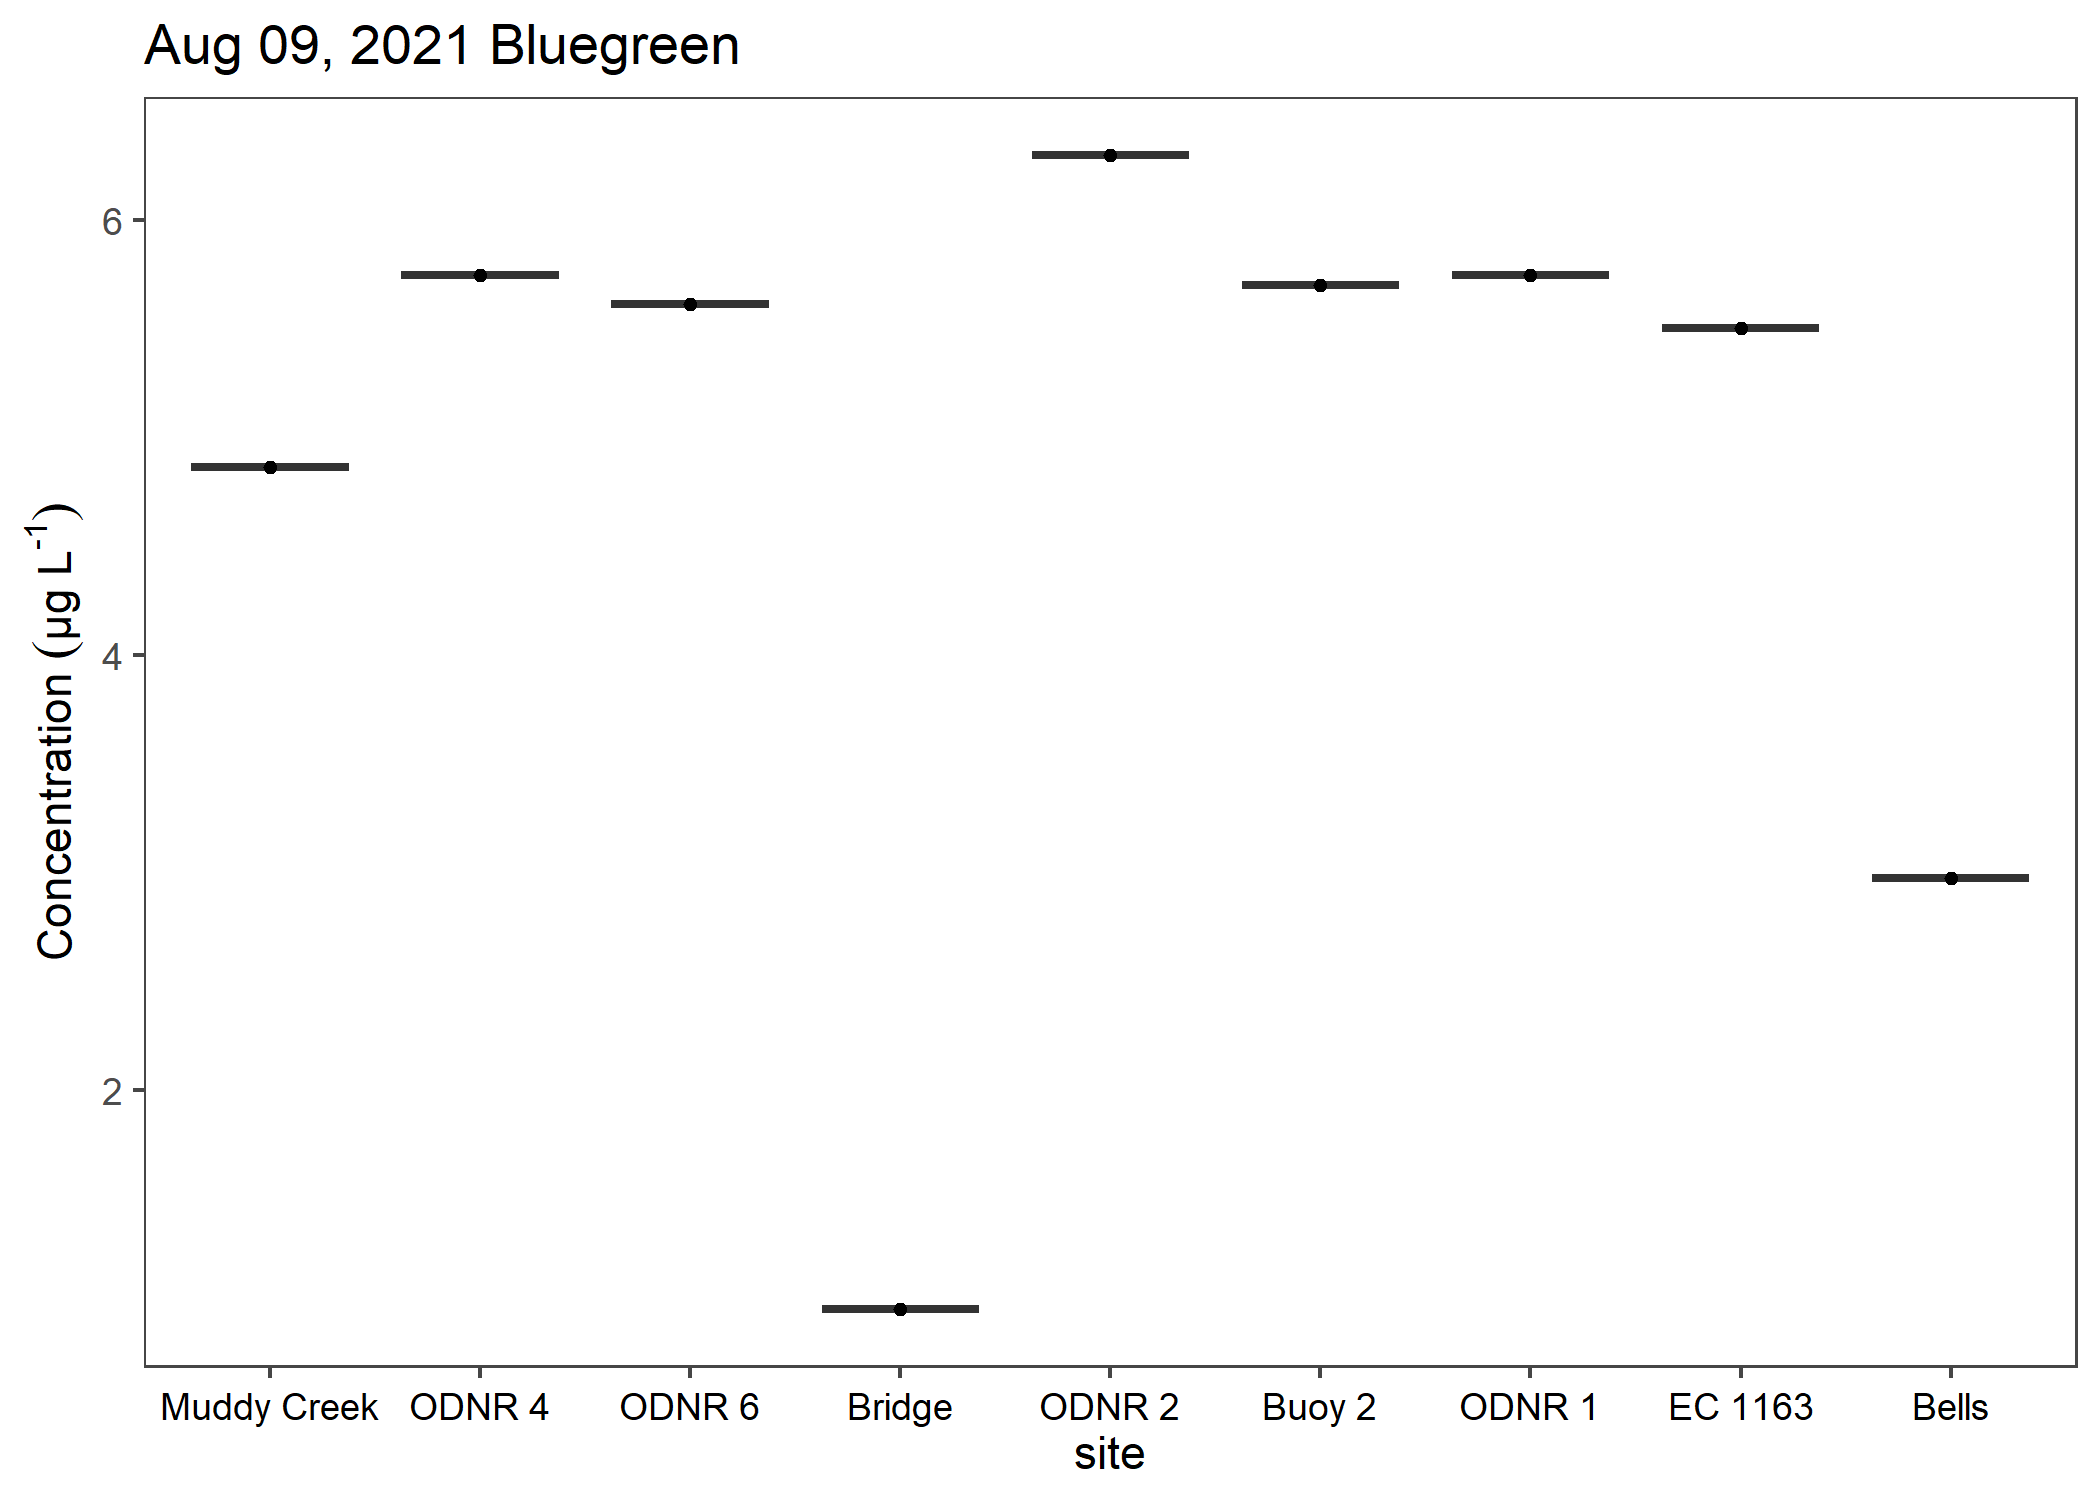 Aug 09, 2021 Bluegreen
Concentration (µg L⁻¹)
6
4
2
Muddy Creek ODNR 4 ODNR 6 Bridge ODNR 2 Buoy 2 ODNR 1 EC 1163 Bells
site